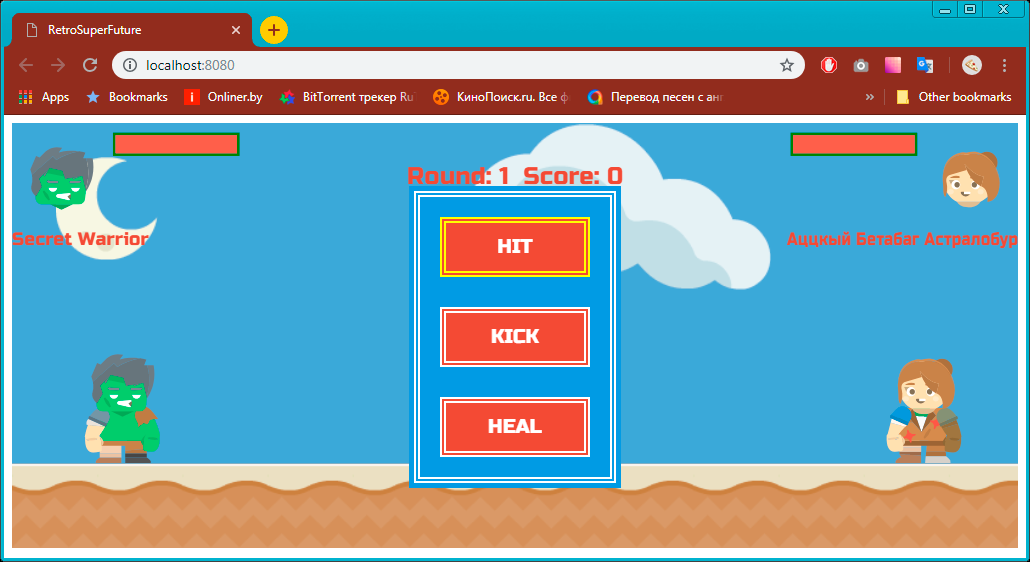 RetroSuperFuture
localhost:8080
Apps
Bookmarks
Onliner.by
BitTorrent трекер Ru
КиноПоиск.ru. Все ф
Перевод песен с анг
»
Other bookmarks
Round: 1 Score: 0
Secret Warrior
Аццкый Бетабаг Астралобур
HIT
KICK
HEAL